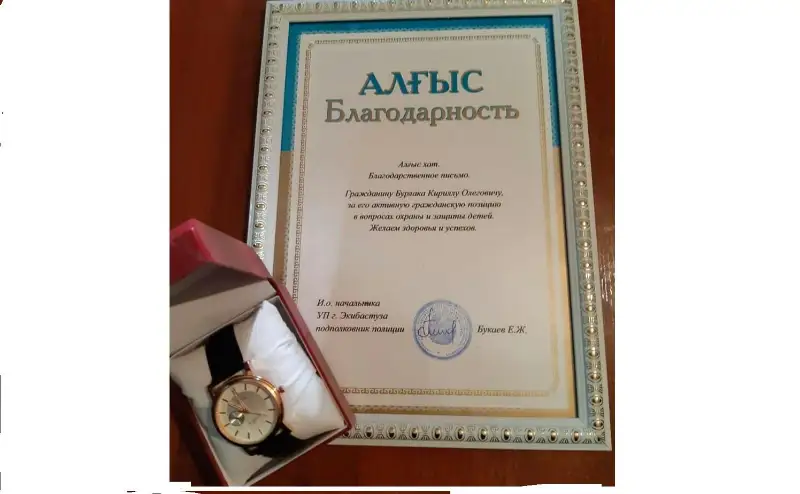 АЛҒЫС
Благодарность
Алғыс хат.
Благодарственное письмо.
Гражданину Бурлака Кириллу Олеговичу,
за его активную гражданскую позицию
в вопросах охраны и защиты детей.
Желаем здоровья и успехов.
И.о. начальника
УП г. Экибастуза
подполковник полиции Букаев Е.Ж.